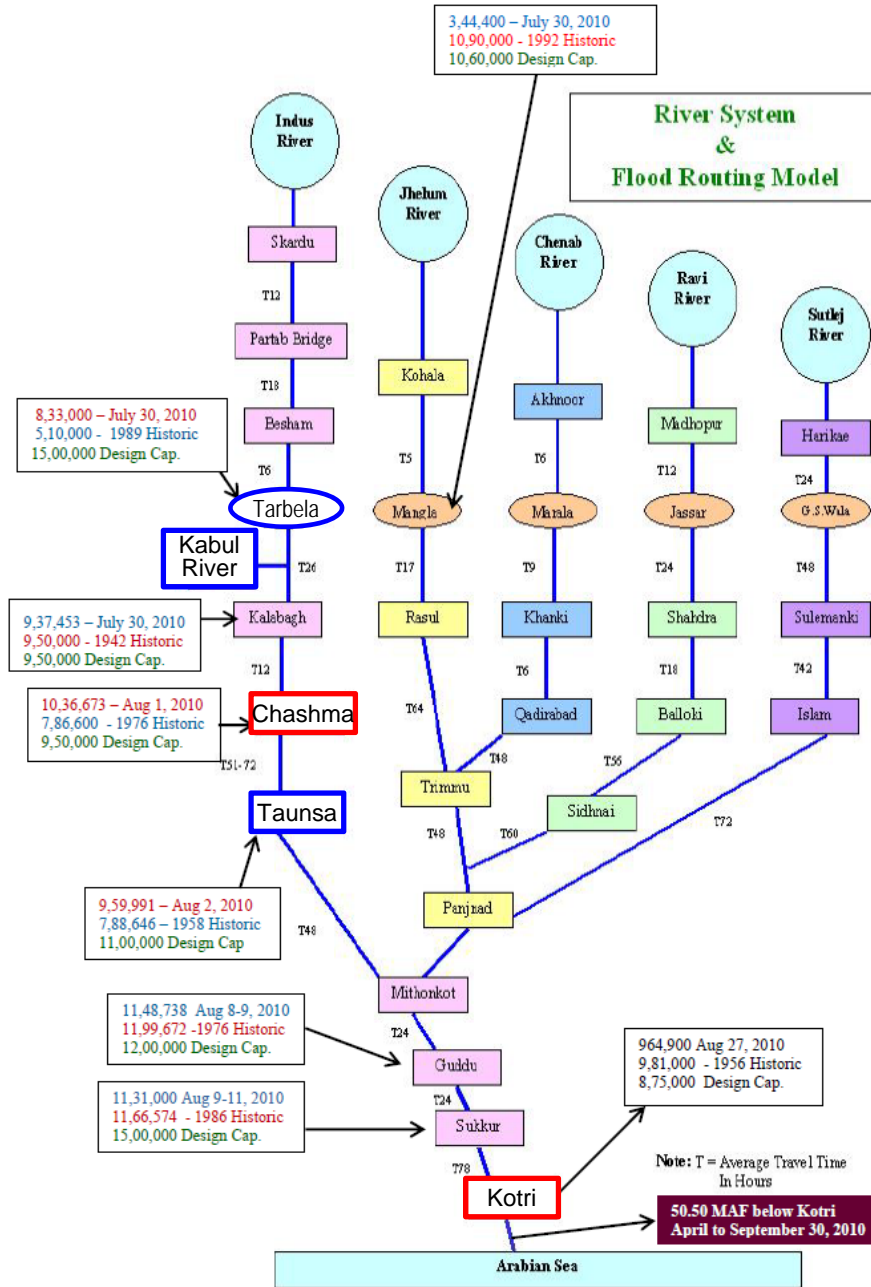 3,44,400 – July 30, 2010
10,90,000 - 1992 Historic
10,60,000 Design Cap.
River System
&
Flood Routing Model
Indus
River
Jhelum
River
Chenab
River
Ravi
River
Sutlej
River
Skardu
T12
Partab Bridge
T18
Besham
T6
Tarbela
Kabul
River
T26
Kalabagh
T12
Chashma
T51-72
Taunsa
T48
8,33,000 – July 30, 2010
5,10,000 - 1989 Historic
15,00,000 Design Cap.
9,37,453 – July 30, 2010
9,50,000 - 1942 Historic
9,50,000 Design Cap.
10,36,673 – Aug 1, 2010
7,86,600 - 1976 Historic
9,50,000 Design Cap.
9,59,991 – Aug 2, 2010
7,88,646 – 1958 Historic
11,00,000 Design Cap
Kohala
T5
Mangla
T17
Rasul
T64
Trimmu
T48
Akhnoor
T6
Marala
T9
Khanki
T6
Qadirabad
T48
Madhopur
T12
Jassar
T24
Shahdra
T18
Balloki
T56
Sidhnai
T60
Harikae
T24
G.S.Wala
T48
Sulemanki
T42
Islam
T72
Panjnad
Mithonkot
T24
Guddu
T24
Sukkur
T78
Kotri
11,48,738 Aug 8-9, 2010
11,99,672 -1976 Historic
12,00,000 Design Cap.
11,31,000 Aug 9-11, 2010
11,66,574 - 1986 Historic
15,00,000 Design Cap.
964,900 Aug 27, 2010
9,81,000 - 1956 Historic
8,75,000 Design Cap.
Note: T = Average Travel Time
In Hours
50.50 MAF below Kotri
April to September 30, 2010
Arabian Sea